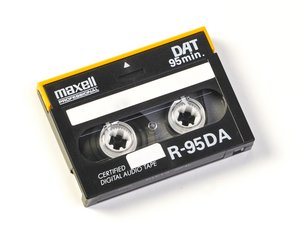 maxell
PROFESSIONAL
DAT
95min.
R-95DA
CERTIFIED
DIGITAL AUDIO TAPE